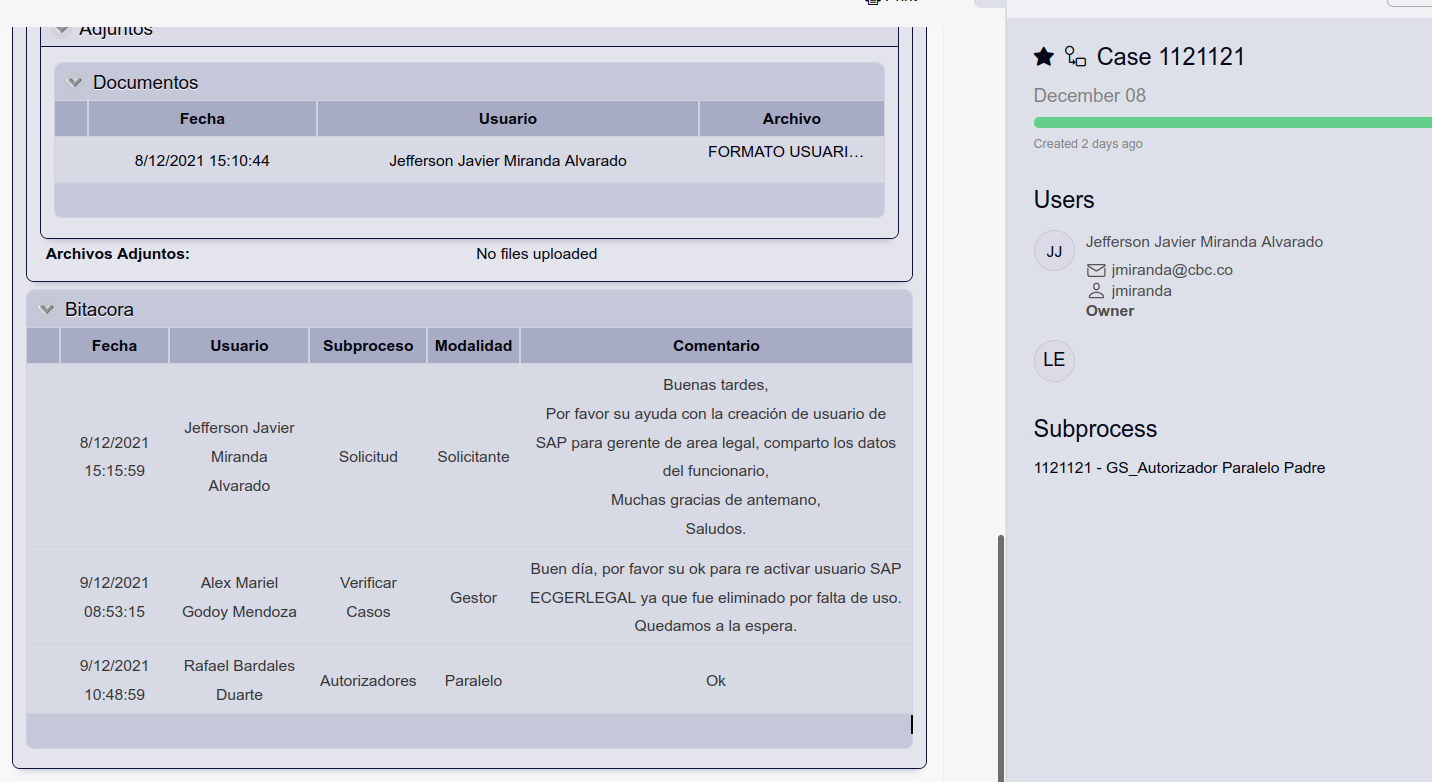 Adjuntos
Documentos
Fecha Usuario Archivo
8/12/2021 15:10:44 Jefferson Javier Miranda Alvarado FORMATO USUARI...
Archivos Adjuntos: No files uploaded
Bitacora
Fecha Usuario Subproceso Modalidad Comentario
8/12/2021
15:15:59
Jefferson Javier
Miranda
Alvarado
Solicitud
Solicitante
Buenas tardes,
Por favor su ayuda con la creación de usuario de
SAP para gerente de area legal, comparto los datos
del funcionario,
Muchas gracias de antemano,
Saludos.
9/12/2021
08:53:15
Alex Mariel
Godoy Mendoza
Verificar
Casos
Gestor
Buen día, por favor su ok para re activar usuario SAP
ECGERLEGAL ya que fue eliminado por falta de uso.
Quedamos a la espera.
9/12/2021
10:48:59
Rafael Bardales
Duarte
Autorizadores
Paralelo
Ok
Case 1121121
December 08
Created 2 days ago
Users
JJ
Jefferson Javier Miranda Alvarado
jmiranda@cbc.co
jmiranda
Owner
LE
Subprocess
1121121 - GS_Autorizador Paralelo Padre